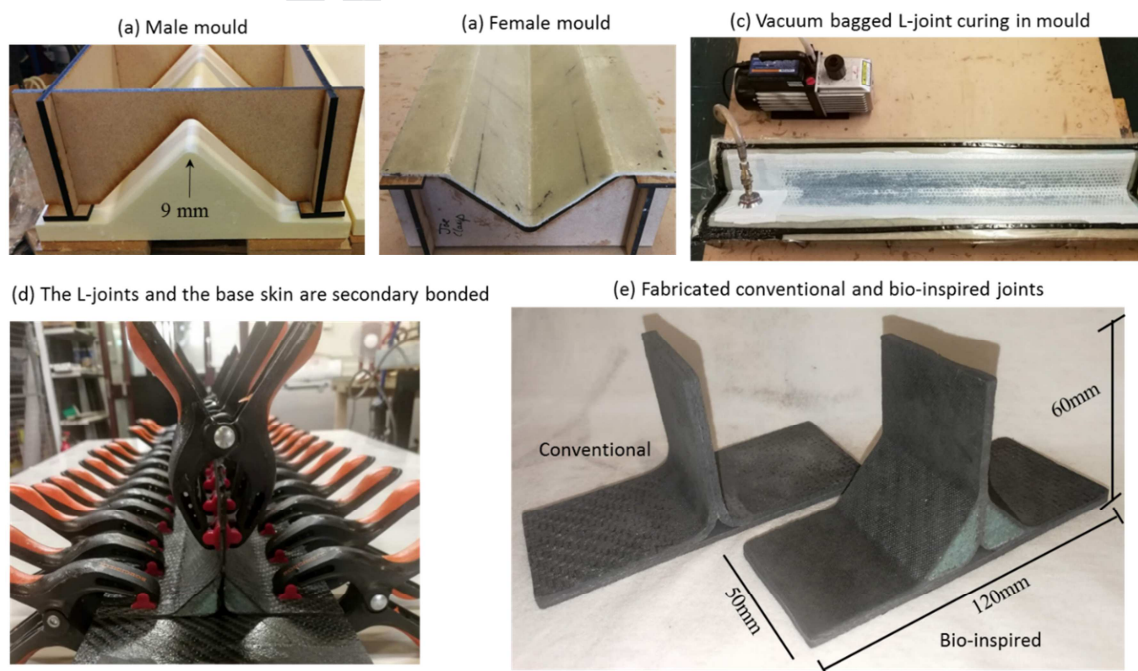 (a) Male mould
(a) Female mould
(c) Vacuum bagged L-joint curing in mould
9 mm
(d) The L-joints and the base skin are secondary bonded
(e) Fabricated conventional and bio-inspired joints
Conventional
60mm
50mm
120mm
Bio-inspired